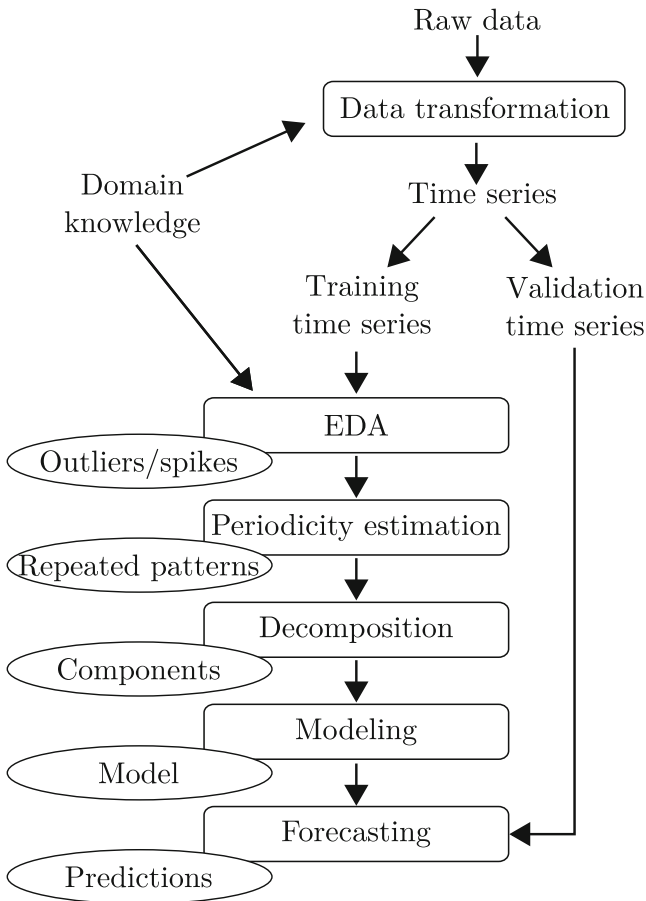 Raw data
Data transformation
Domain
knowledge
Time series
Training
time series
Validation
time series
EDA
Outliers/spikes
Periodicity estimation
Repeated patterns
Decomposition
Components
Modeling
Model
Forecasting
Predictions